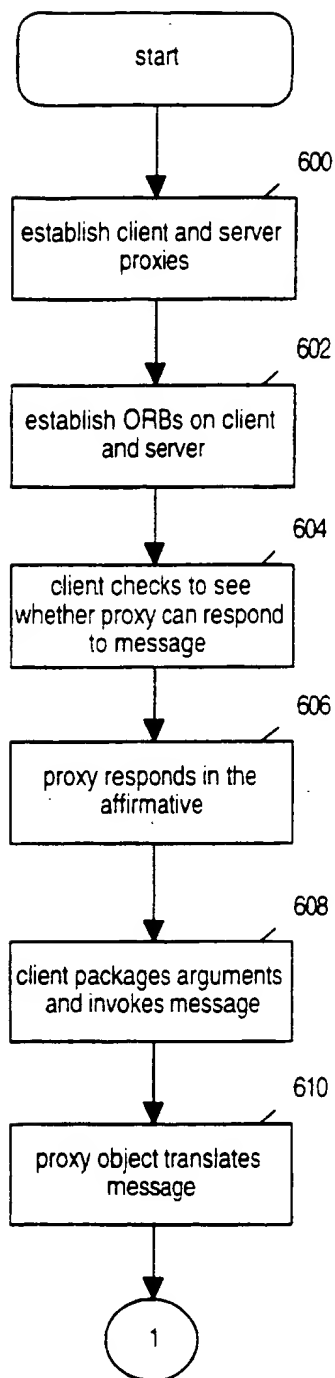 start
600
establish client and server
proxies
602
establish ORBs on client
and server
604
client checks to see
whether proxy can respond
to message
606
proxy responds in the
affirmative
608
client packages arguments
and invokes message
610
proxy object translates
message
1